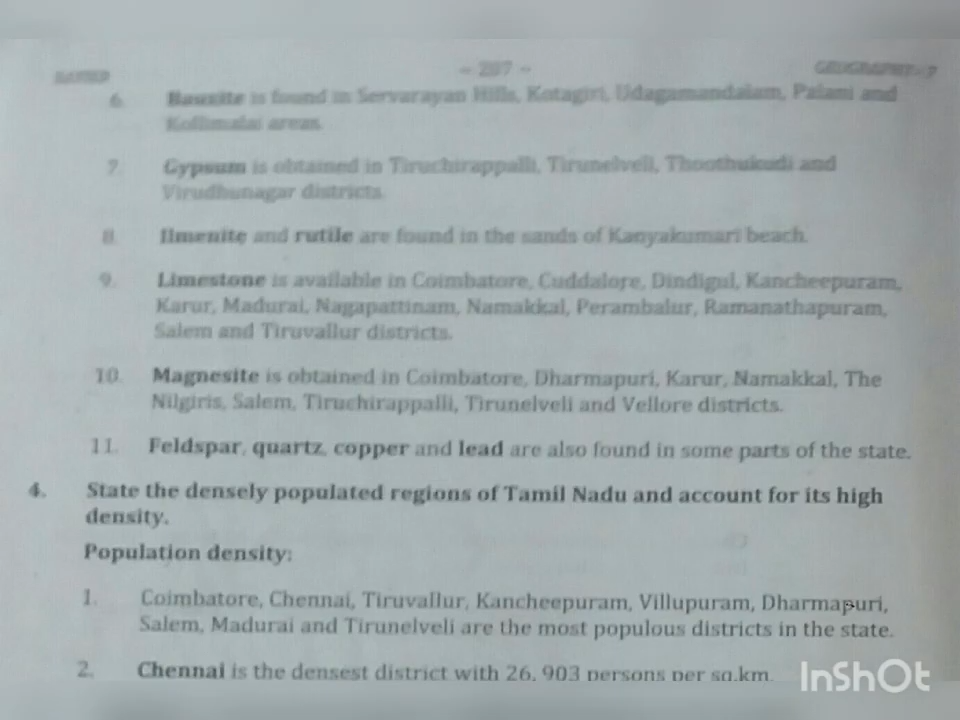 - 207 -
GEOGRAPHY - 7
6. Bauxite is found in Servarayan Hills, Kotagiri, Udagamandalam, Palani and
Kollimalai areas.
7. Gypsum is obtained in Tiruchirappalli, Tirunelveli, Thoothukudi and
Virudhunagar districts.
8. Ilmenite and rutile are found in the sands of Kanyakumari beach.
9. Limestone is available in Coimbatore, Cuddalore, Dindigul, Kancheepuram,
Karur, Madurai, Nagapattinam, Namakkal, Perambalur, Ramanathapuram,
Salem and Tiruvallur districts.
10. Magnesite is obtained in Coimbatore, Dharmapuri, Karur, Namakkal, The
Nilgiris, Salem, Tiruchirappalli, Tirunelveli and Vellore districts.
11. Feldspar, quartz, copper and lead are also found in some parts of the state.
4. State the densely populated regions of Tamil Nadu and account for its high
density.
Population density:
1. Coimbatore, Chennai, Tiruvallur, Kancheepuram, Villupuram, Dharmapuri,
Salem, Madurai and Tirunelveli are the most populous districts in the state.
2. Chennai is the densest district with 26, 903 persons per sq.km.
InShOt